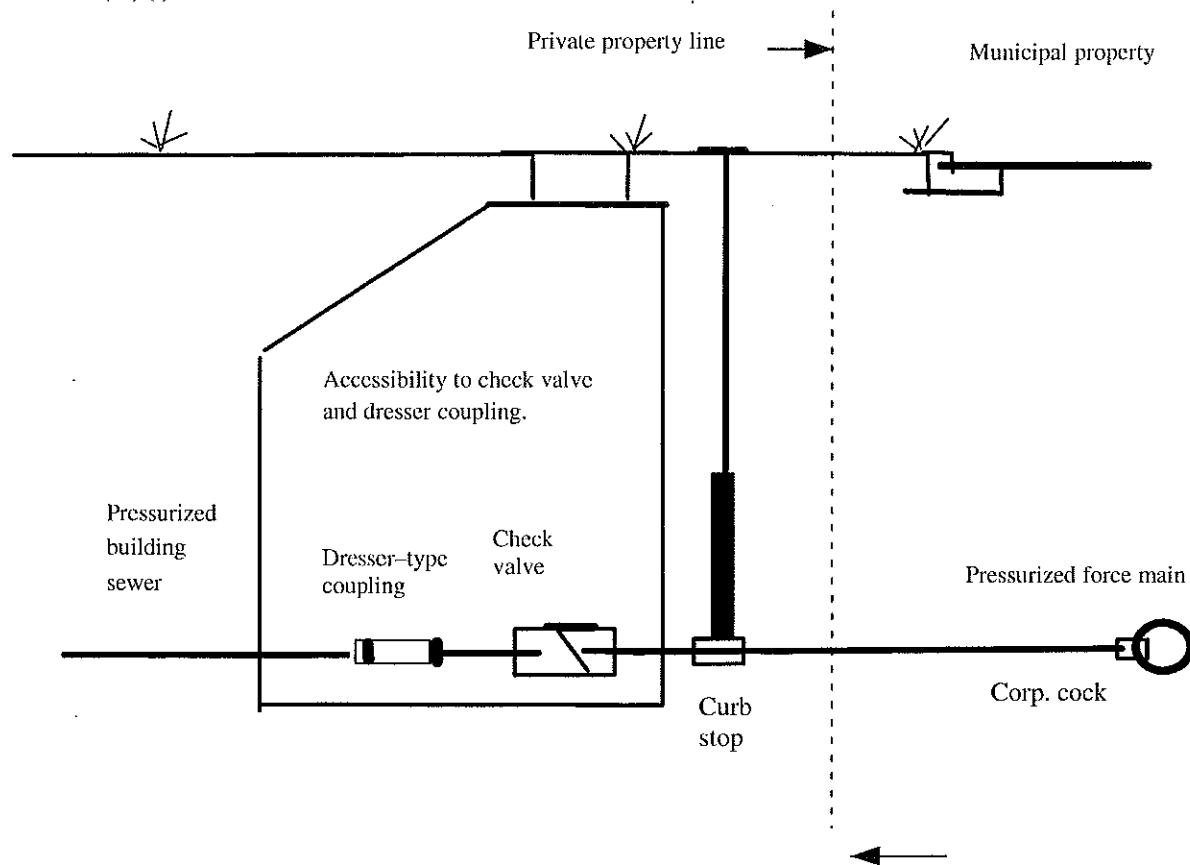 Private property line
Municipal property
Accessibility to check valve
and dresser coupling.
Pressurized
building
sewer
Dresser–type
coupling
Check
valve
Pressurized force main
Curb
stop
Corp. cock